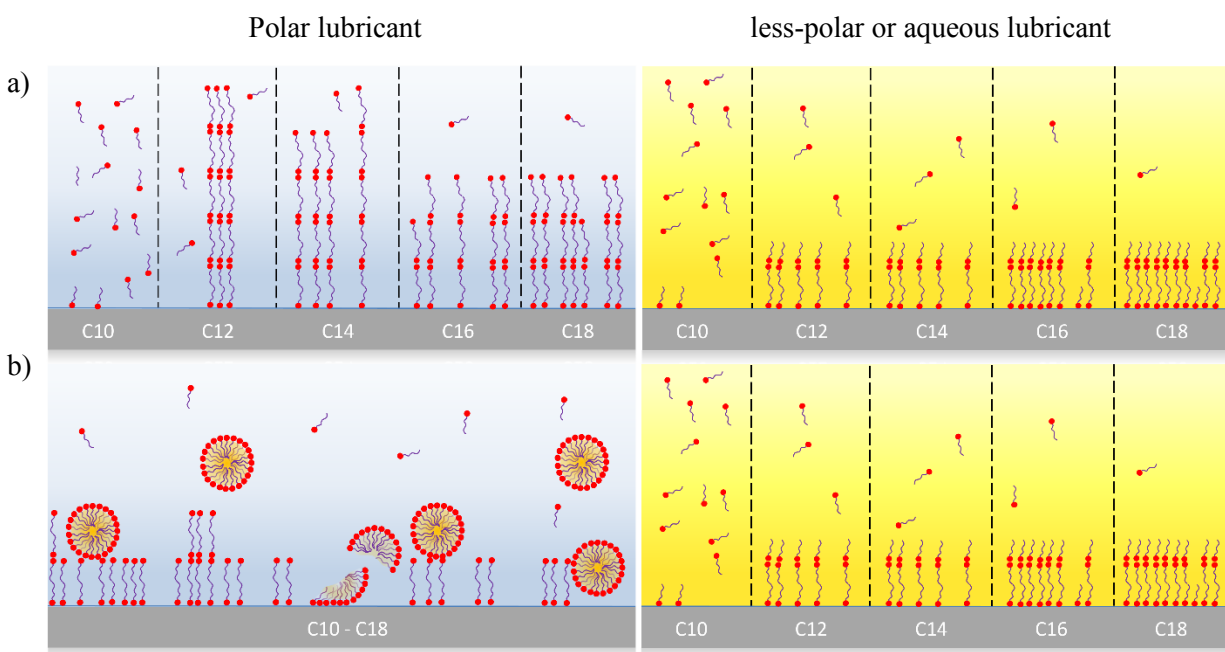 Polar lubricant less-polar or aqueous lubricant
a)
C10 C12 C14 C16 C18 C10 C12 C14 C16 C18
b)
C10 - C18 C10 C12 C14 C16 C18